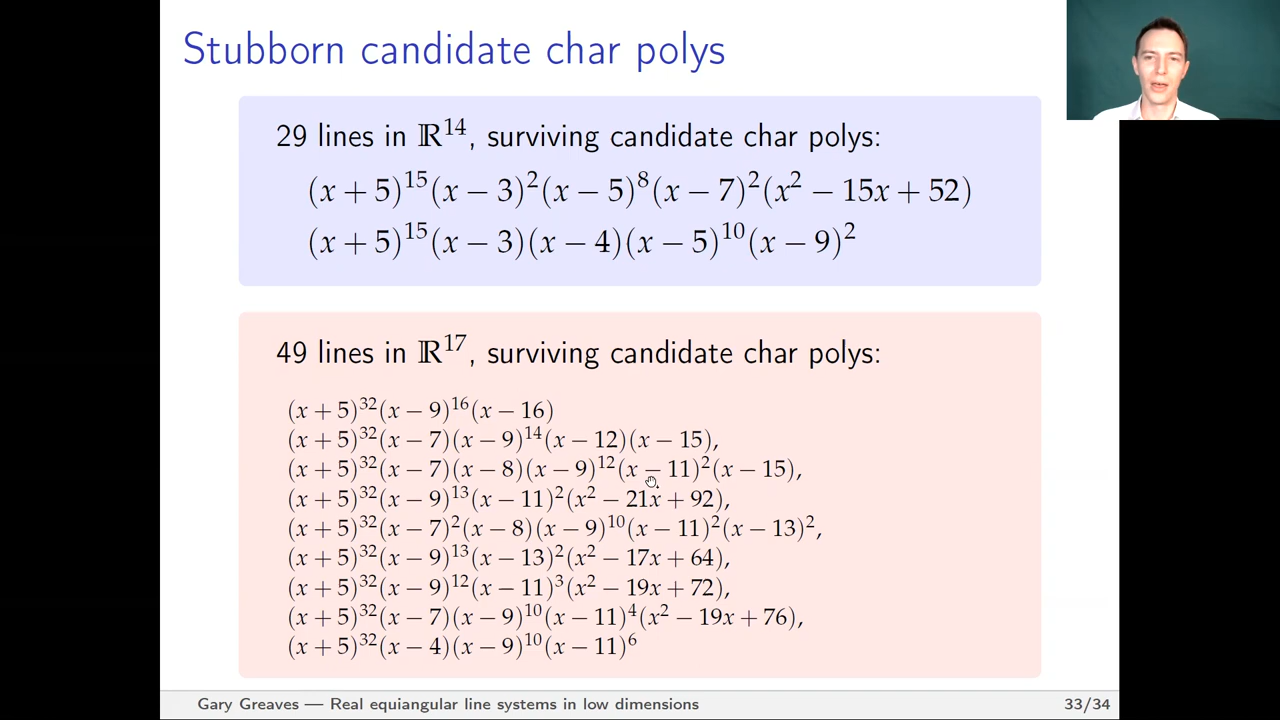 Stubborn candidate char polys
29 lines in ℝ¹⁴, surviving candidate char polys:
(x + 5)¹⁵(x − 3)²(x − 5)⁸(x − 7)²(x² − 15x + 52)
(x + 5)¹⁵(x − 3)(x − 4)(x − 5)¹⁰(x − 9)²
49 lines in ℝ¹⁷, surviving candidate char polys:
(x + 5)³²(x − 9)¹⁶(x − 16)
(x + 5)³²(x − 7)(x − 9)¹⁴(x − 12)(x − 15),
(x + 5)³²(x − 7)(x − 8)(x − 9)¹²(x − 11)²(x − 15),
(x + 5)³²(x − 9)¹³(x − 11)²(x² − 21x + 92),
(x + 5)³²(x − 7)²(x − 8)(x − 9)¹⁰(x − 11)²(x − 13)²,
(x + 5)³²(x − 9)¹³(x − 13)²(x² − 17x + 64),
(x + 5)³²(x − 9)¹²(x − 11)³(x² − 19x + 72),
(x + 5)³²(x − 7)(x − 9)¹⁰(x − 11)⁴(x² − 19x + 76),
(x + 5)³²(x − 4)(x − 9)¹⁰(x − 11)⁶
Gary Greaves — Real equiangular line systems in low dimensions 33/34